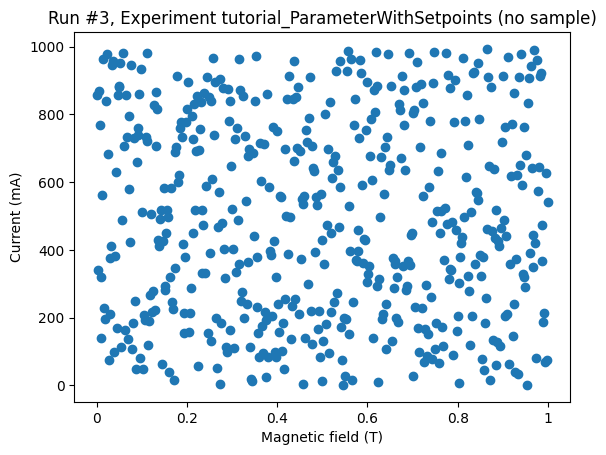 Run #3, Experiment tutorial_ParameterWithSetpoints (no sample)
1000
800
600
400
200
0
Current (mA)
0 0.2 0.4 0.6 0.8 1
Magnetic field (T)